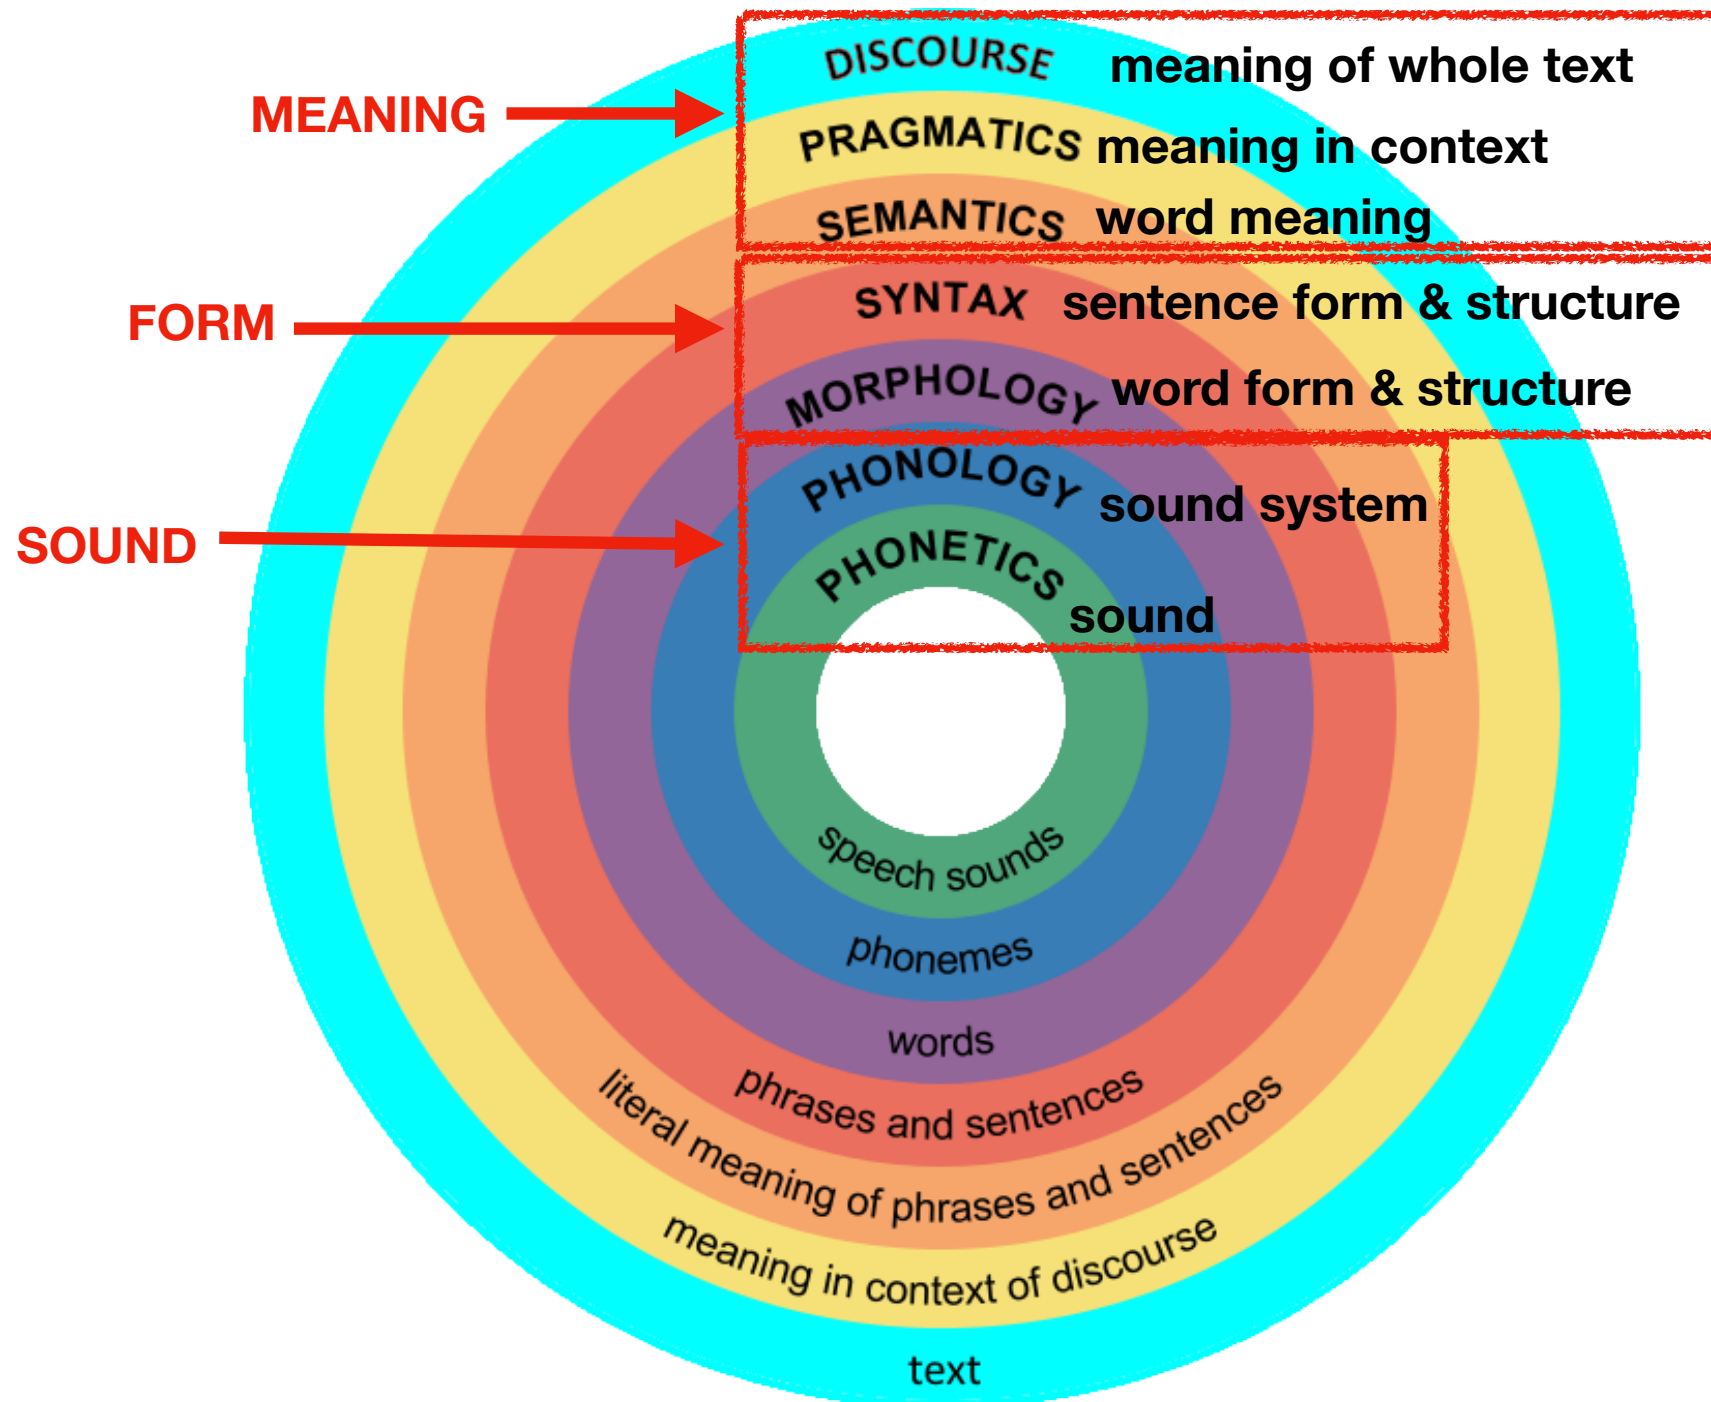 DISCOURSE meaning of whole text
MEANING
PRAGMATICS meaning in context
SEMANTICS word meaning
SYNTAX sentence form & structure
FORM
MORPHOLOGY word form & structure
PHONOLOGY sound system
SOUND
PHONETICS
sound
speech sounds
phonemes
words
phrases and sentences
literal meaning of phrases and sentences
meaning in context of discourse
text